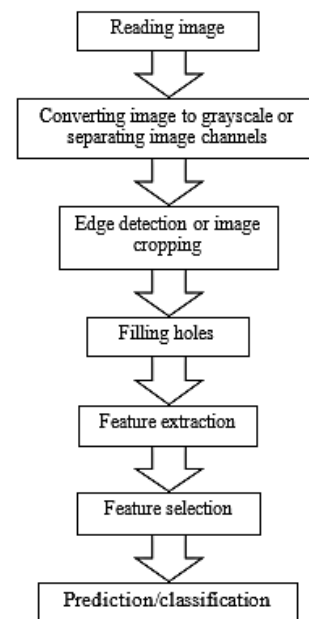 Reading image
Converting image to grayscale or
separating image channels
Edge detection or image
cropping
Filling holes
Feature extraction
Feature selection
Prediction/classification